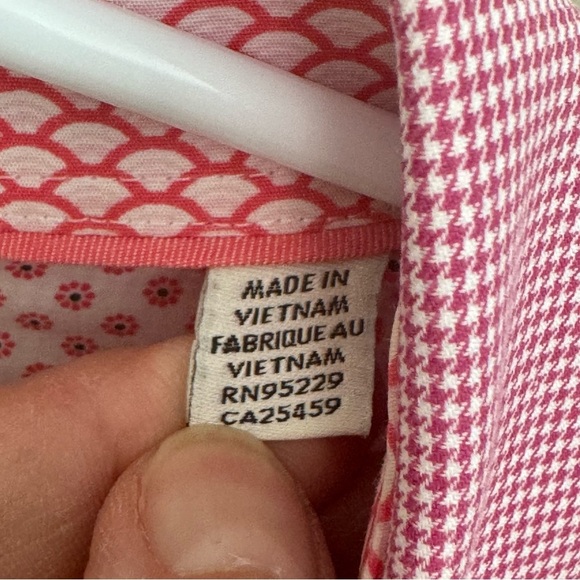 MADE IN
VIETNAM
FABRIQUE AU
VIETNAM
RN95229
CA25459